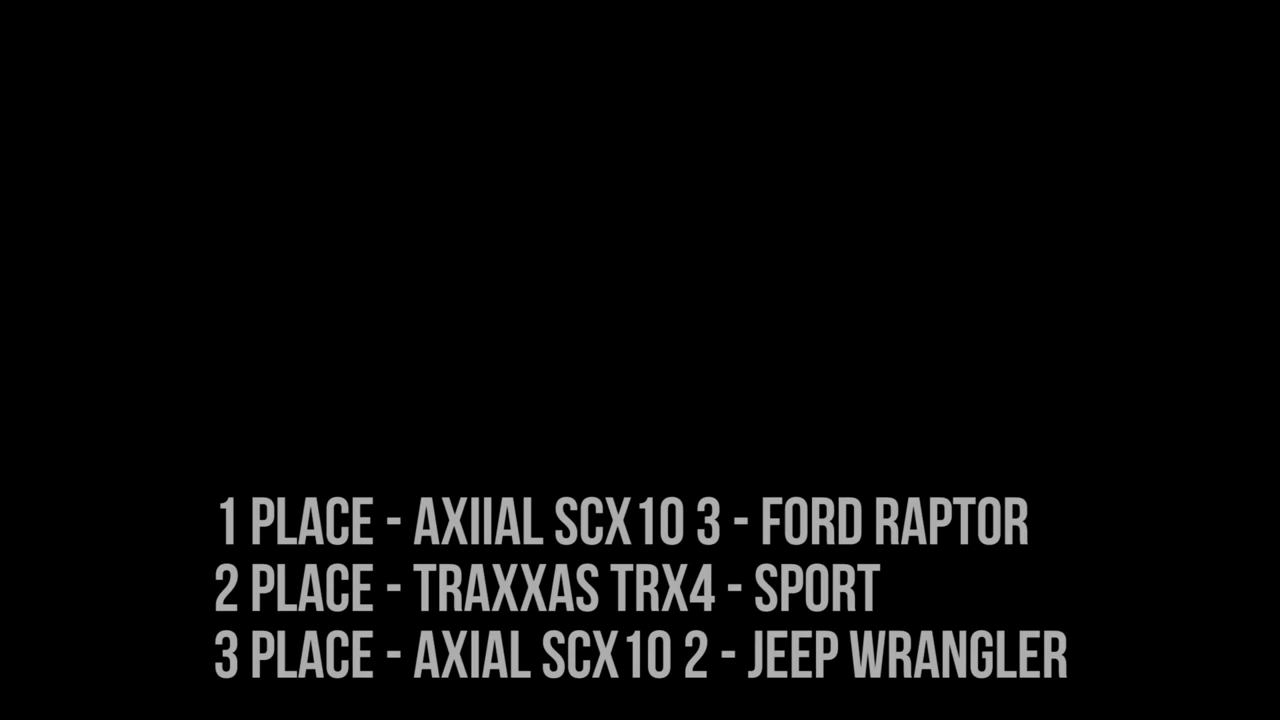 1 PLACE - AXIIAL SCX10 3 - FORD RAPTOR
2 PLACE - TRAXXAS TRX4 - SPORT
3 PLACE - AXIAL SCX10 2 - JEEP WRANGLER